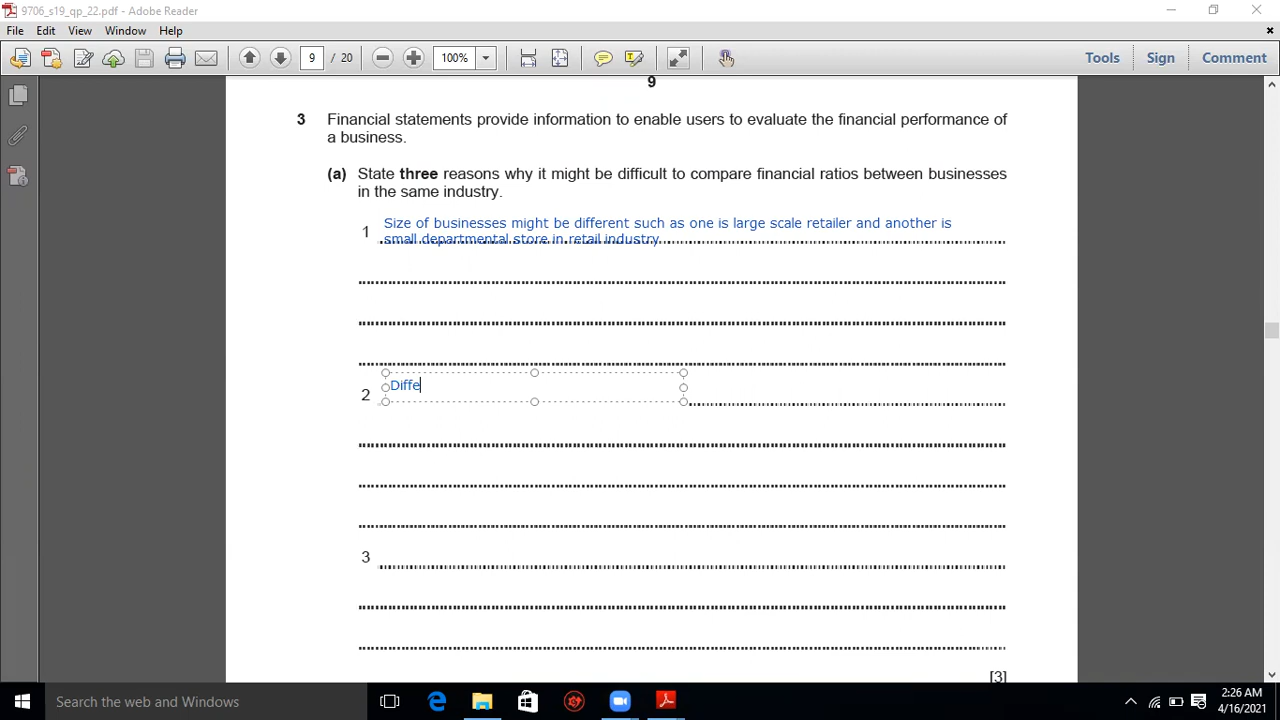 9706_s19_qp_22.pdf - Adobe Reader
File Edit View Window Help
9 / 20 100% Tools Sign Comment
9
3 Financial statements provide information to enable users to evaluate the financial performance of
a business.
(a) State three reasons why it might be difficult to compare financial ratios between businesses
in the same industry.
1 Size of businesses might be different such as one is large scale retailer and another is
small departmental store in retail industry.
2 Diffe
3
[3]
Search the web and Windows
2:26 AM
4/16/2021